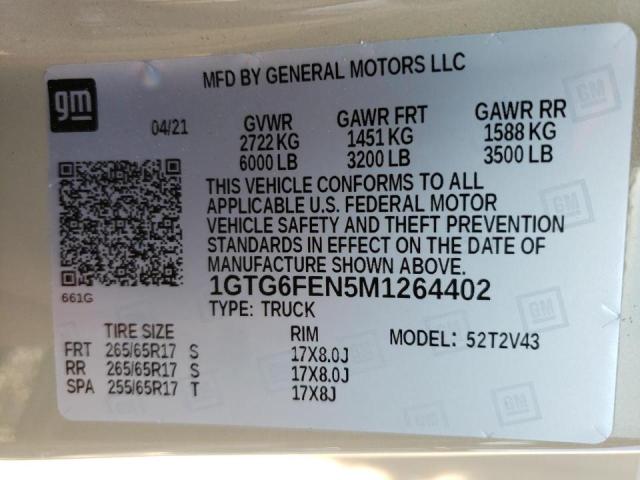 MFD BY GENERAL MOTORS LLC
gm
04/21 GVWR GAWR FRT GAWR RR
2722 KG 1451 KG 1588 KG
6000 LB 3200 LB 3500 LB
THIS VEHICLE CONFORMS TO ALL
APPLICABLE U.S. FEDERAL MOTOR
VEHICLE SAFETY AND THEFT PREVENTION
STANDARDS IN EFFECT ON THE DATE OF
MANUFACTURE SHOWN ABOVE.
661G
1GTG6FEN5M1264402
TYPE: TRUCK
TIRE SIZE RIM MODEL: 52T2V43
FRT 265/65R17 S 17X8.0J
RR 265/65R17 S 17X8.0J
SPA 255/65R17 T 17X8J